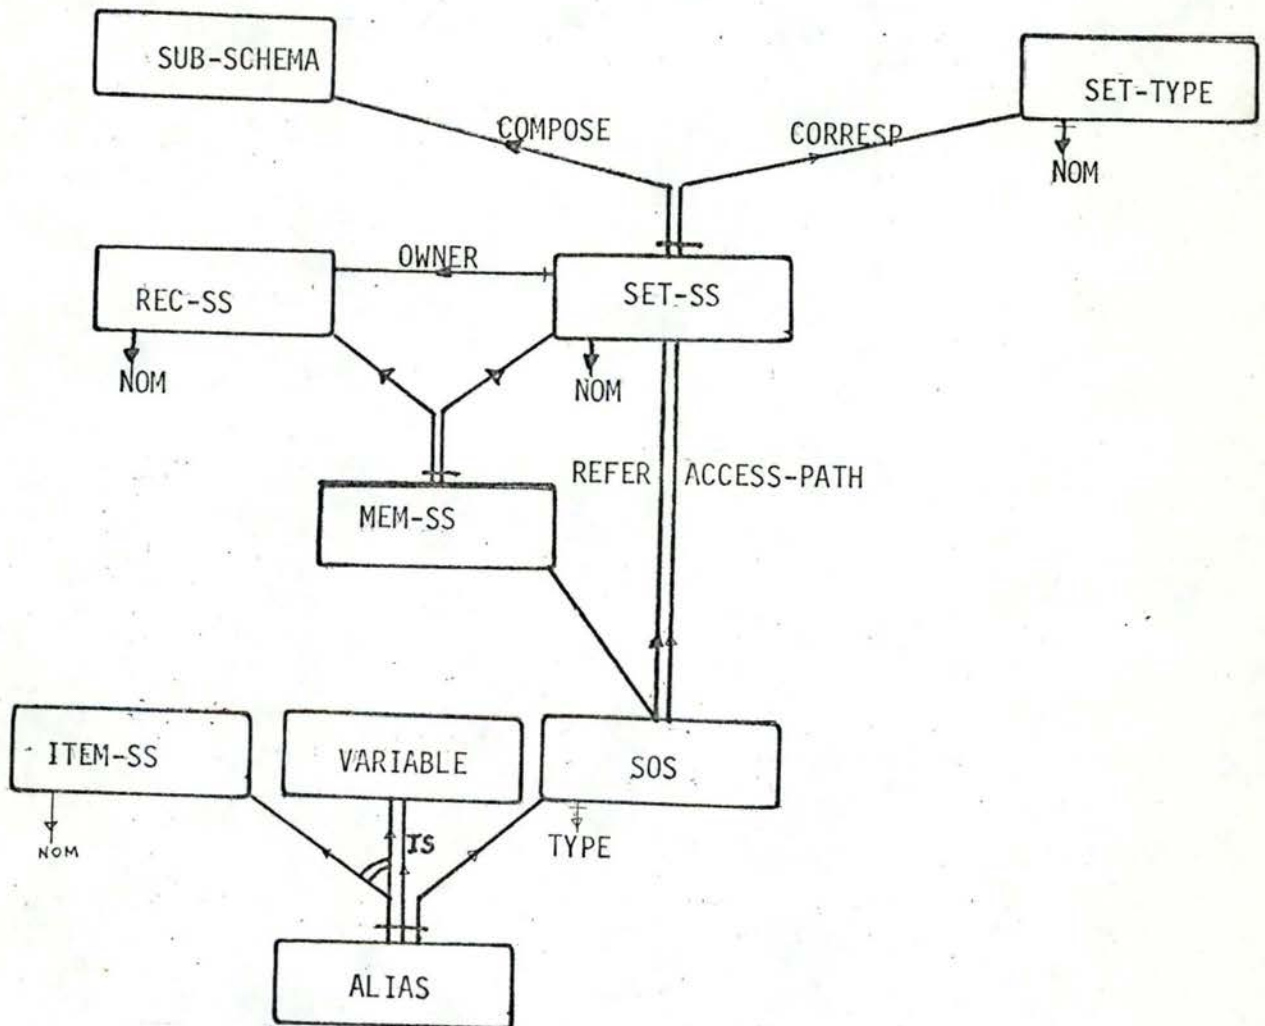 SUB-SCHEMA
SET-TYPE
COMPOSE
CORRESP
NOM
OWNER
REC-SS
SET-SS
NOM
NOM
REFER
ACCESS-PATH
MEM-SS
ITEM-SS
VARIABLE
SOS
NOM
IS
TYPE
ALIAS